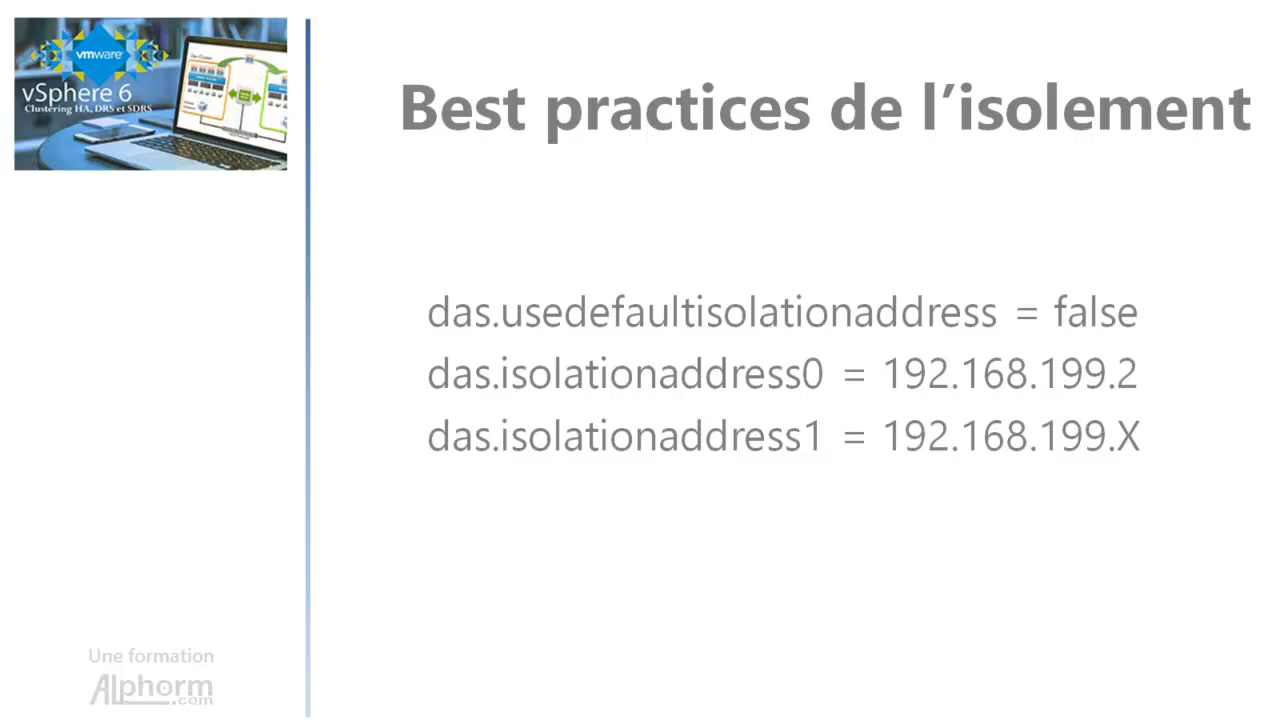 vmware
vSphere 6
Clustering HA, DRS et SDRS
Best practices de l’isolement
das.usedefaultisolationaddress = false
das.isolationaddress0 = 192.168.199.2
das.isolationaddress1 = 192.168.199.X
Une formation
Alphorm
.com